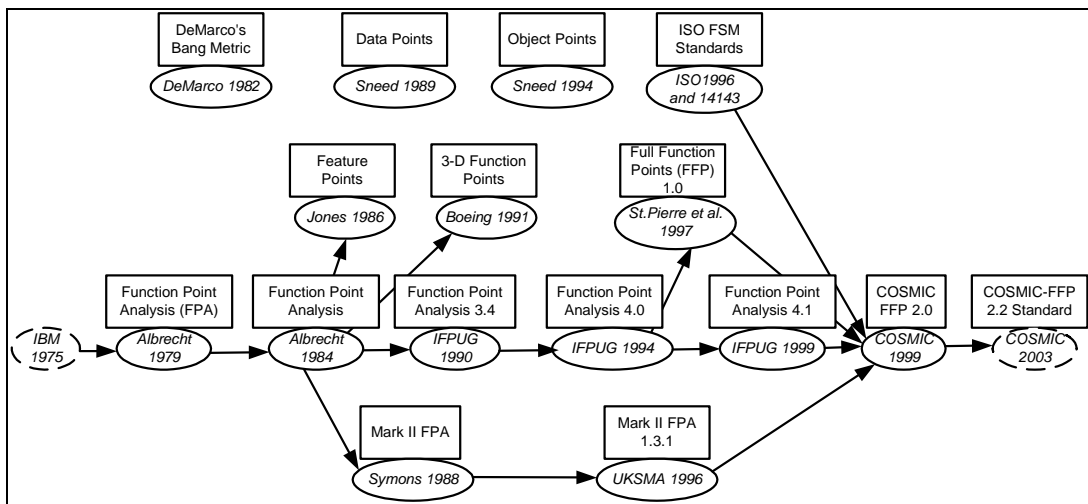 DeMarco's
Bang Metric
DeMarco 1982
Data Points
Sneed 1989
Object Points
Sneed 1994
ISO FSM
Standards
ISO1996
and 14143
Feature
Points
Jones 1986
3-D Function
Points
Boeing 1991
Full Function
Points (FFP)
1.0
St.Pierre et al.
1997
IBM
1975
Function Point
Analysis (FPA)
Albrecht
1979
Function Point
Analysis
Albrecht
1984
Function Point
Analysis 3.4
IFPUG
1990
Function Point
Analysis 4.0
IFPUG 1994
Function Point
Analysis 4.1
IFPUG 1999
COSMIC
FFP 2.0
COSMIC
1999
COSMIC-FFP
2.2 Standard
COSMIC
2003
Mark II FPA
Symons 1988
Mark II FPA
1.3.1
UKSMA 1996